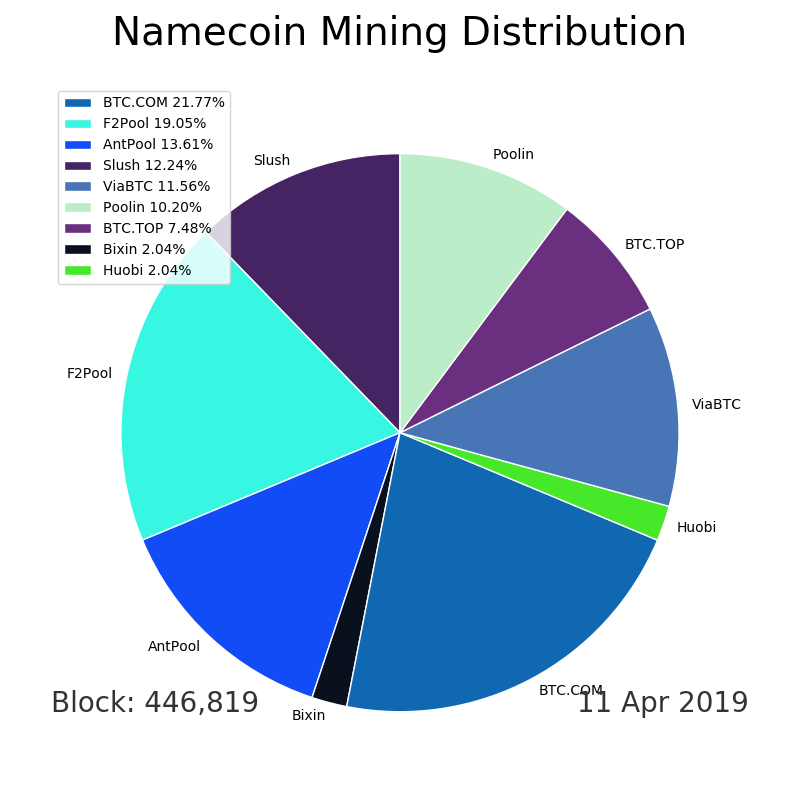 Namecoin Mining Distribution
BTC.COM 21.77%
F2Pool 19.05%
AntPool 13.61%
Slush 12.24%
ViaBTC 11.56%
Poolin 10.20%
BTC.TOP 7.48%
Bixin 2.04%
Huobi 2.04%
Slush
Poolin
BTC.TOP
F2Pool
ViaBTC
Huobi
AntPool
BTC.COM
Bixin
Block: 446,819
11 Apr 2019